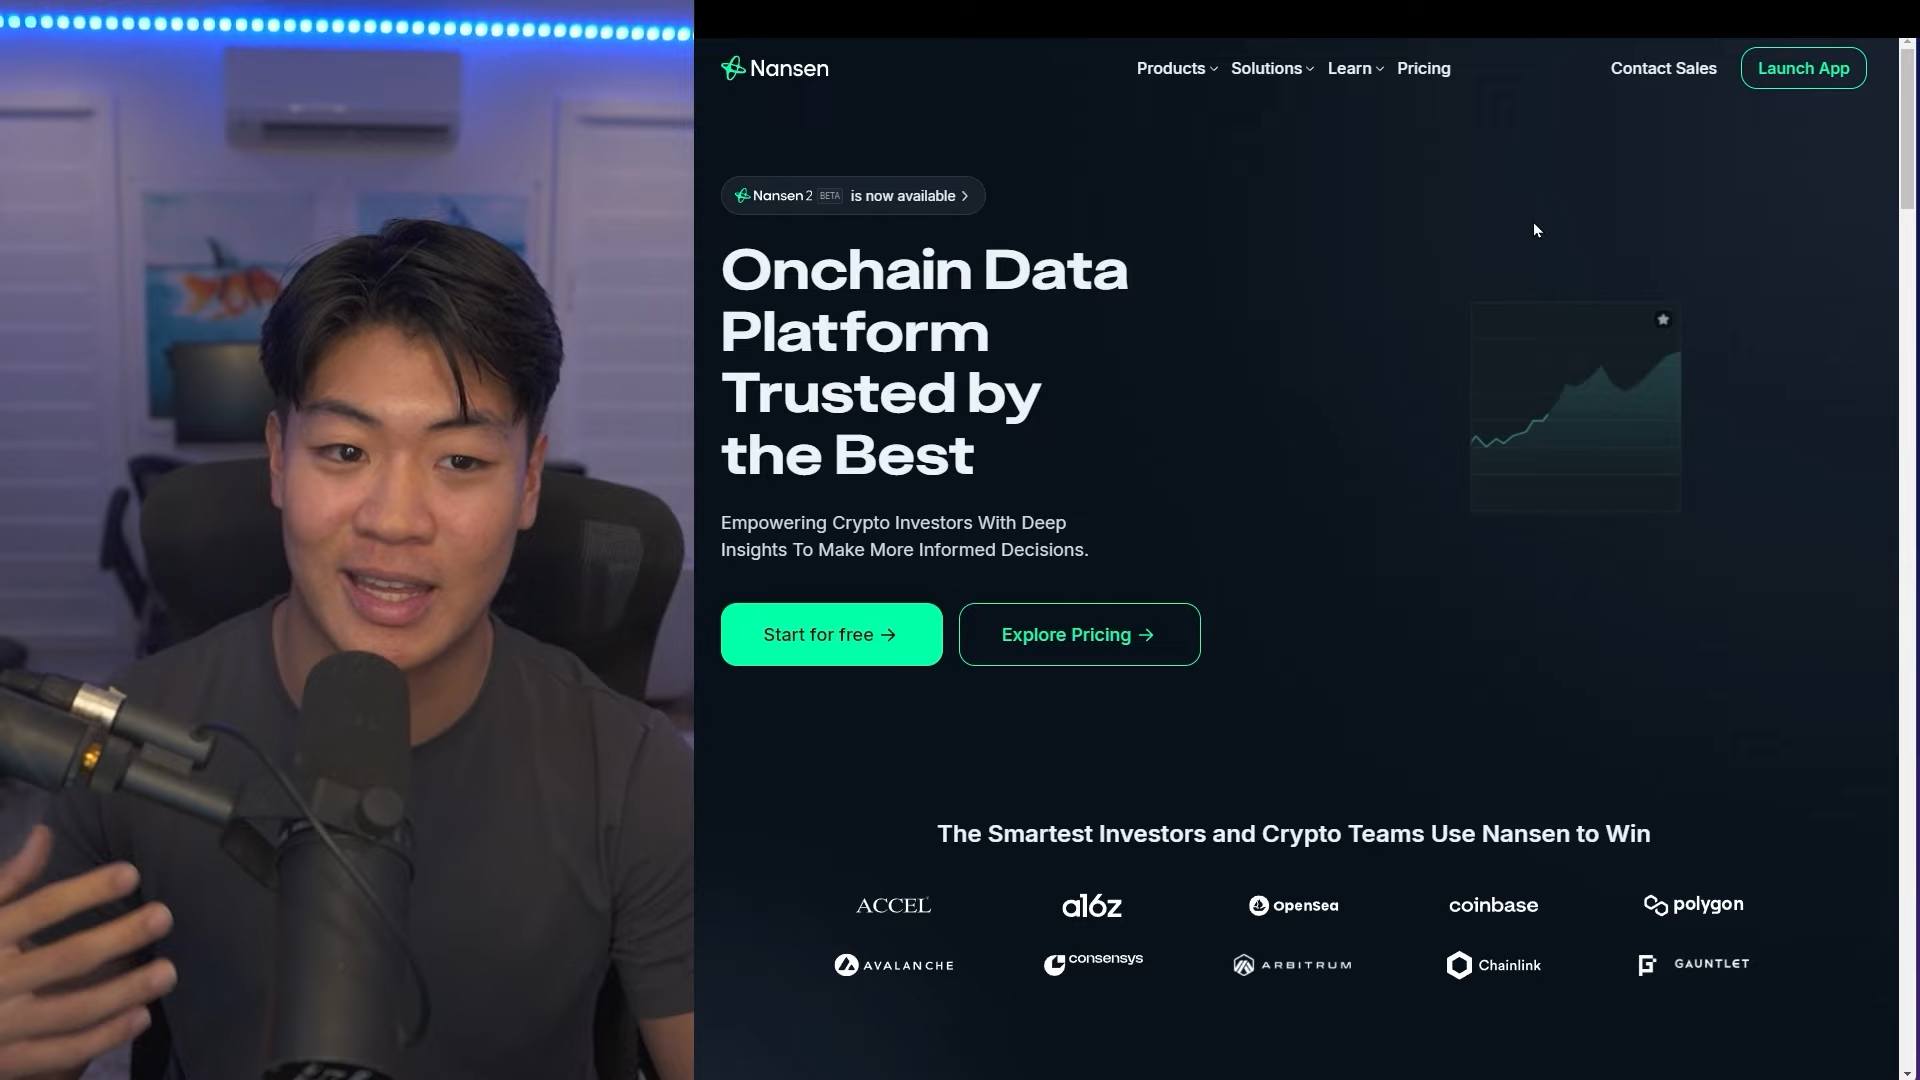 Nansen
Products Solutions Learn Pricing
Contact Sales
Launch App
Nansen 2 BETA is now available
Onchain Data
Platform
Trusted by
the Best
Empowering Crypto Investors With Deep
Insights To Make More Informed Decisions.
Start for free →
Explore Pricing →
The Smartest Investors and Crypto Teams Use Nansen to Win
ACCEL
a16z
OpenSea
coinbase
polygon
AVALANCHE
consensys
ARBITRUM
Chainlink
GAUNTLET